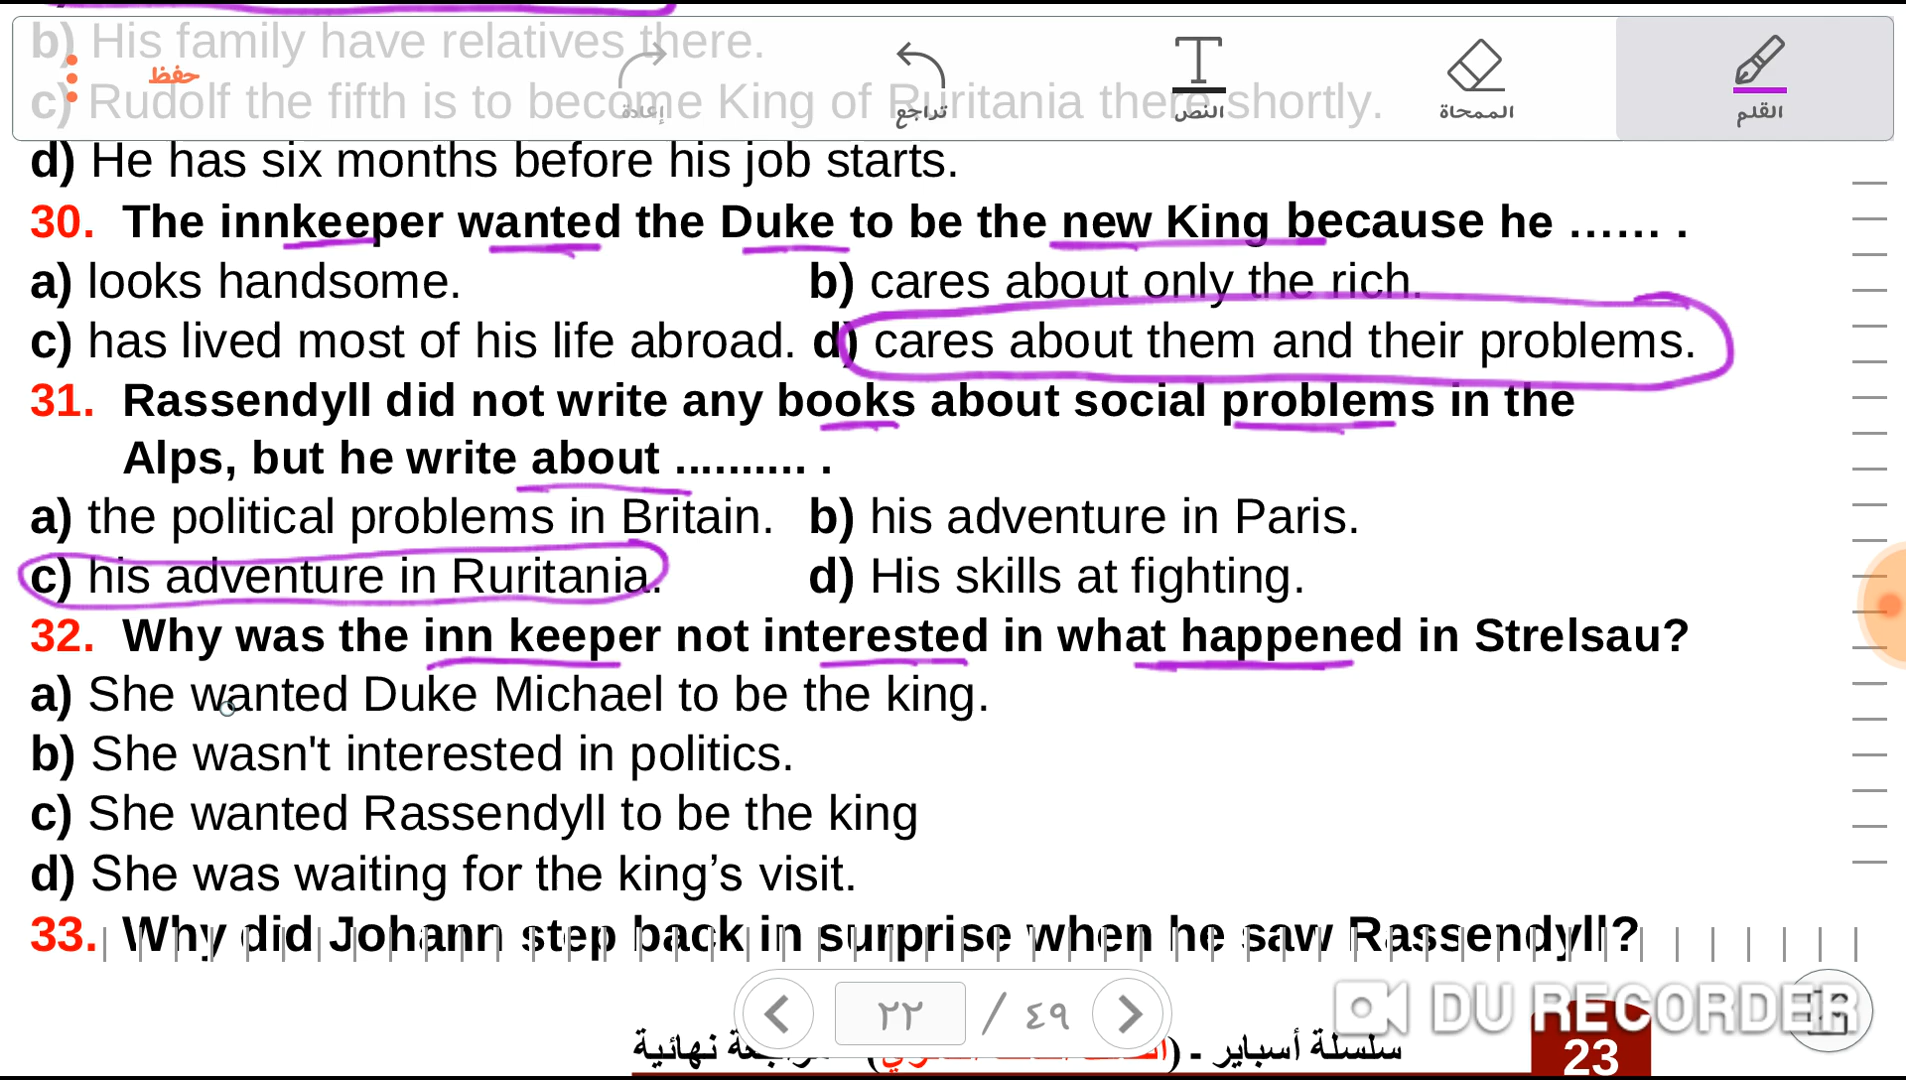 b) His family have relatives there.
c) Rudolf the fifth is to become King of Ruritania there shortly.
حفظ
إعادة
تراجع
النص
الممحاة
القلم
d) He has six months before his job starts.
30. The innkeeper wanted the Duke to be the new King because he ...... .
a) looks handsome. b) cares about only the rich.
c) has lived most of his life abroad. d) cares about them and their problems.
31. Rassendyll did not write any books about social problems in the
Alps, but he write about .......... .
a) the political problems in Britain. b) his adventure in Paris.
c) his adventure in Ruritania. d) His skills at fighting.
32. Why was the inn keeper not interested in what happened in Strelsau?
a) She wanted Duke Michael to be the king.
b) She wasn't interested in politics.
c) She wanted Rassendyll to be the king
d) She was waiting for the king’s visit.
33. Why did Johann step back in surprise when he saw Rassendyll?
٢٢ / ٤٩
DU RECORDER
سلسلة أسباير - نهائية
23